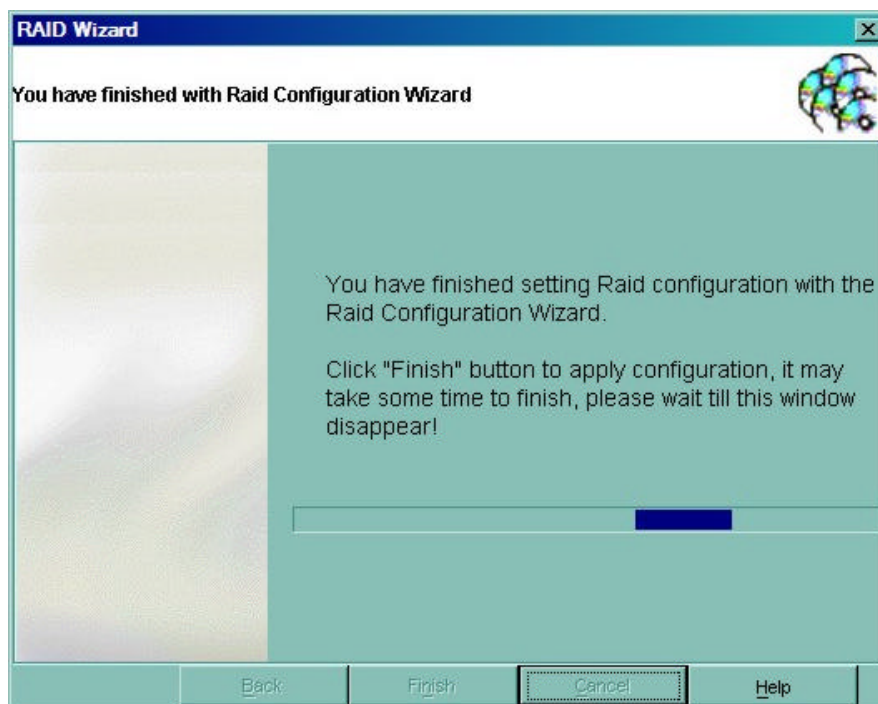 RAID Wizard
You have finished with Raid Configuration Wizard
You have finished setting Raid configuration with the
Raid Configuration Wizard.
Click "Finish" button to apply configuration, it may
take some time to finish, please wait till this window
disappear!
Back Finish Cancel Help